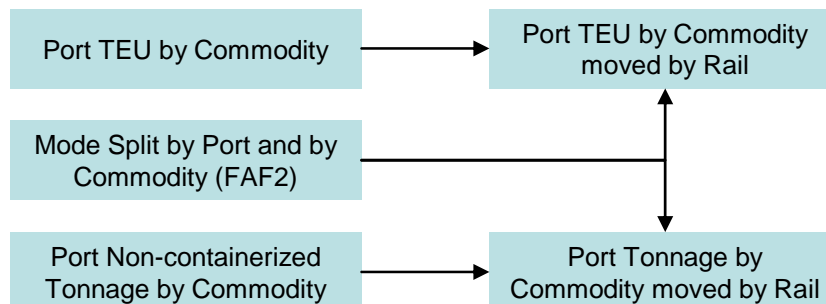 Port TEU by Commodity
Port TEU by Commodity
moved by Rail
Mode Split by Port and by
Commodity (FAF2)
Port Non-containerized
Tonnage by Commodity
Port Tonnage by
Commodity moved by Rail